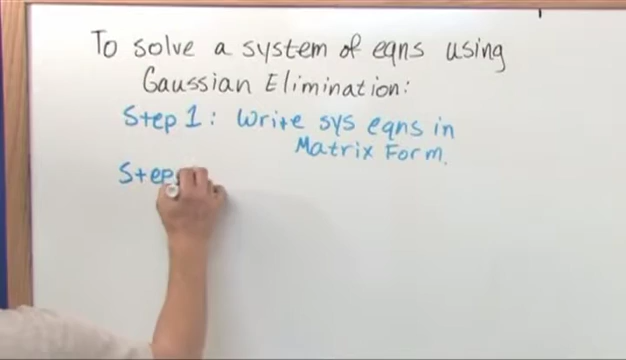 To solve a system of eqns using
Gaussian Elimination:
Step 1: Write sys eqns in
Matrix Form.
Step